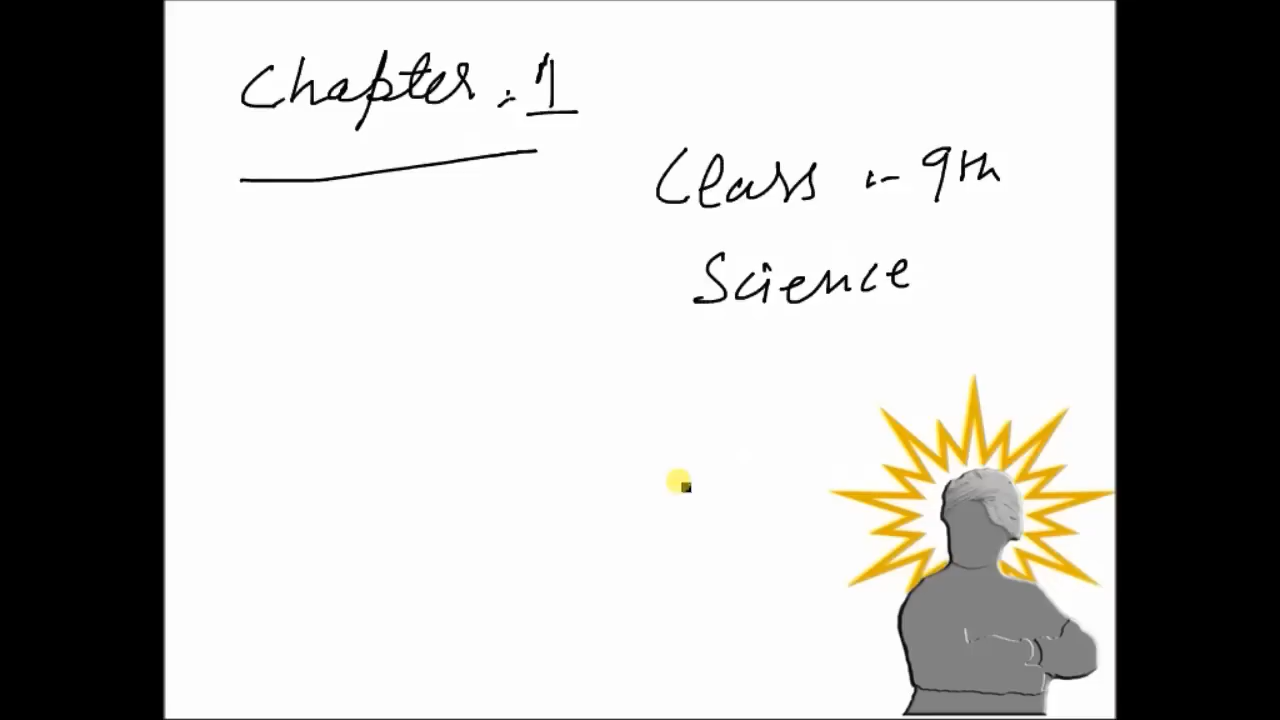 Chapter :- 1
Class :- 9th
Science